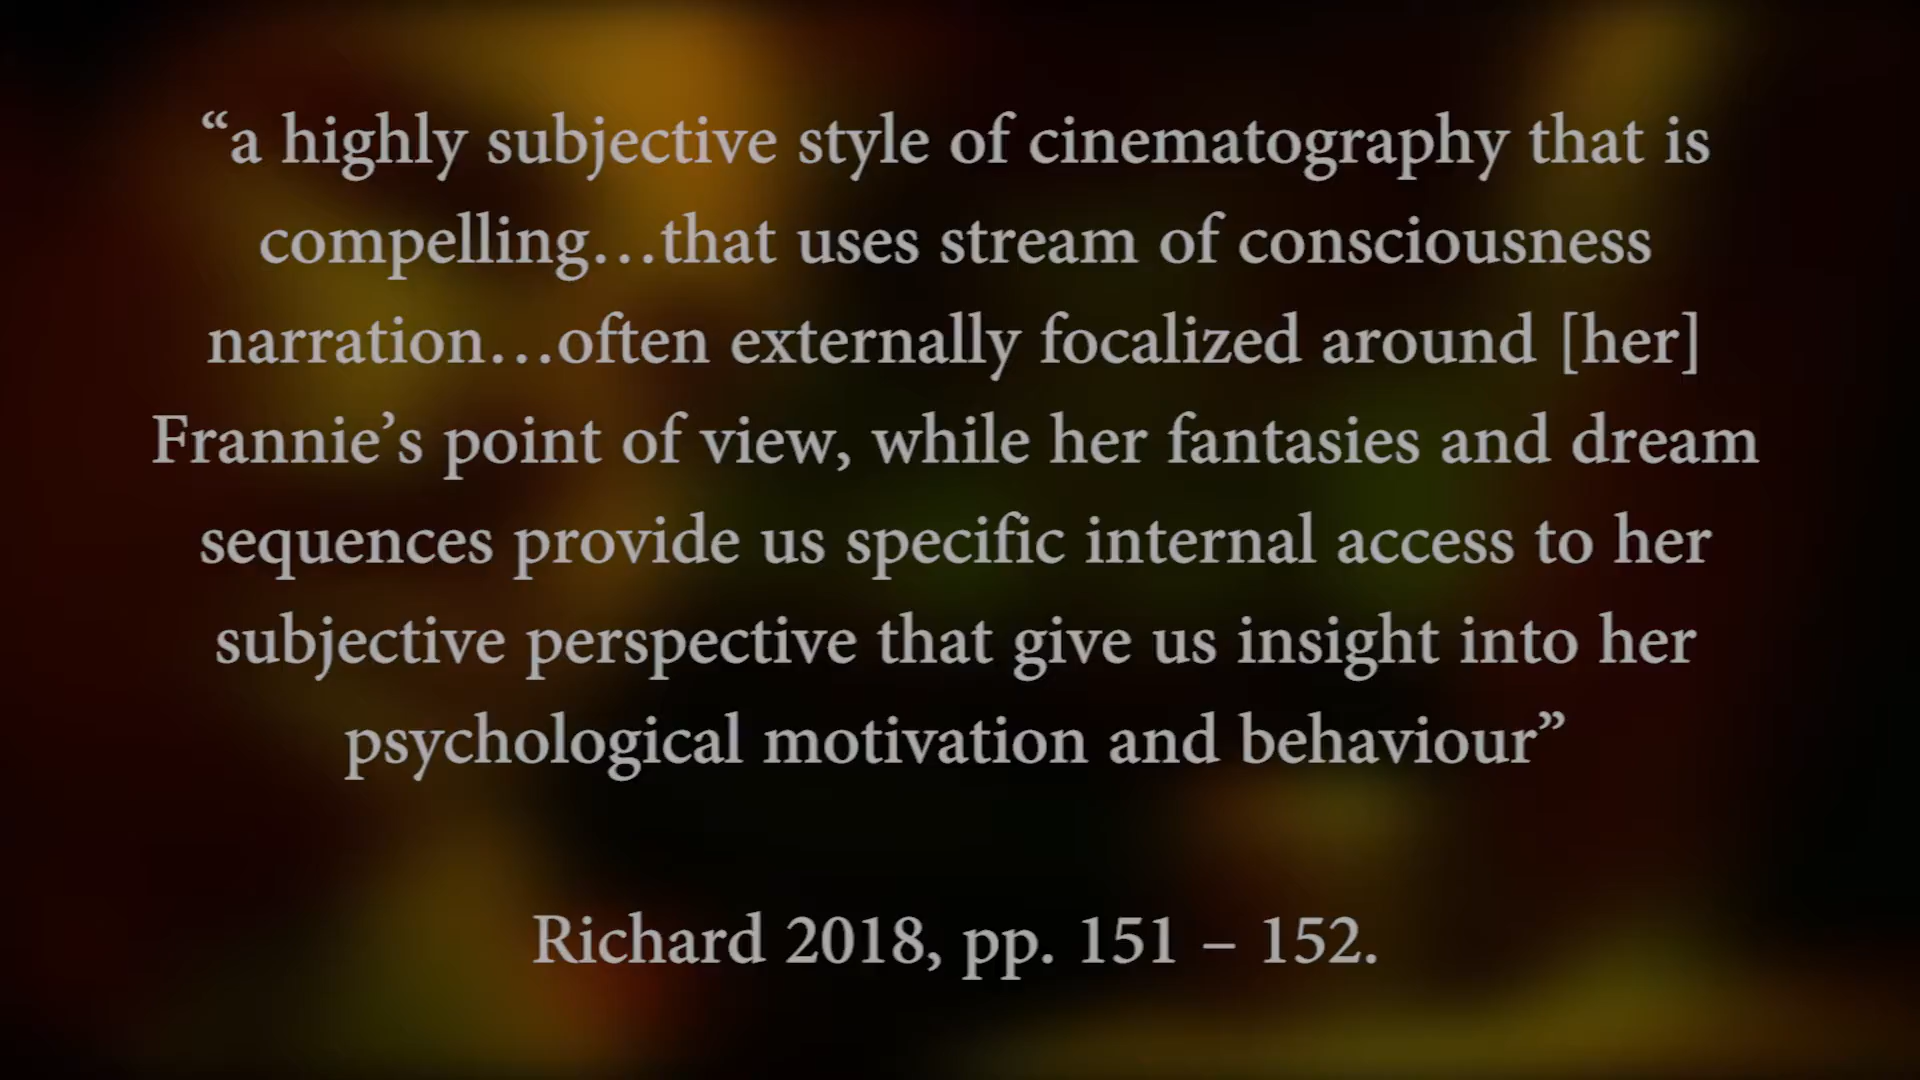 “a highly subjective style of cinematography that is
compelling…that uses stream of consciousness
narration…often externally focalized around [her]
Frannie’s point of view, while her fantasies and dream
sequences provide us specific internal access to her
subjective perspective that give us insight into her
psychological motivation and behaviour”
Richard 2018, pp. 151 – 152.